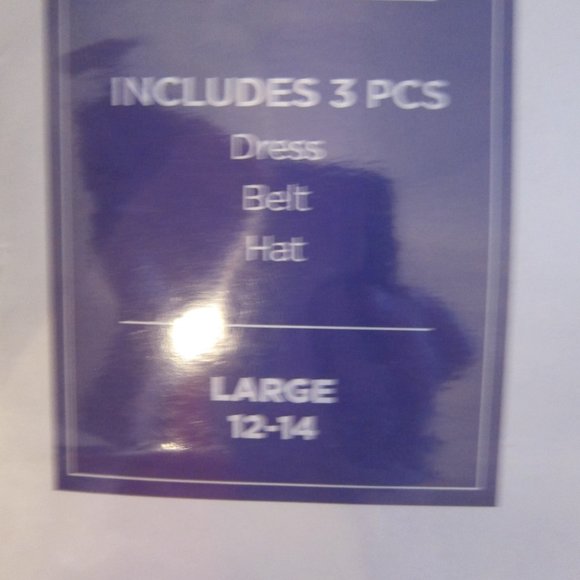 INCLUDES 3 PCS
Dress
Belt
Hat
LARGE
12-14